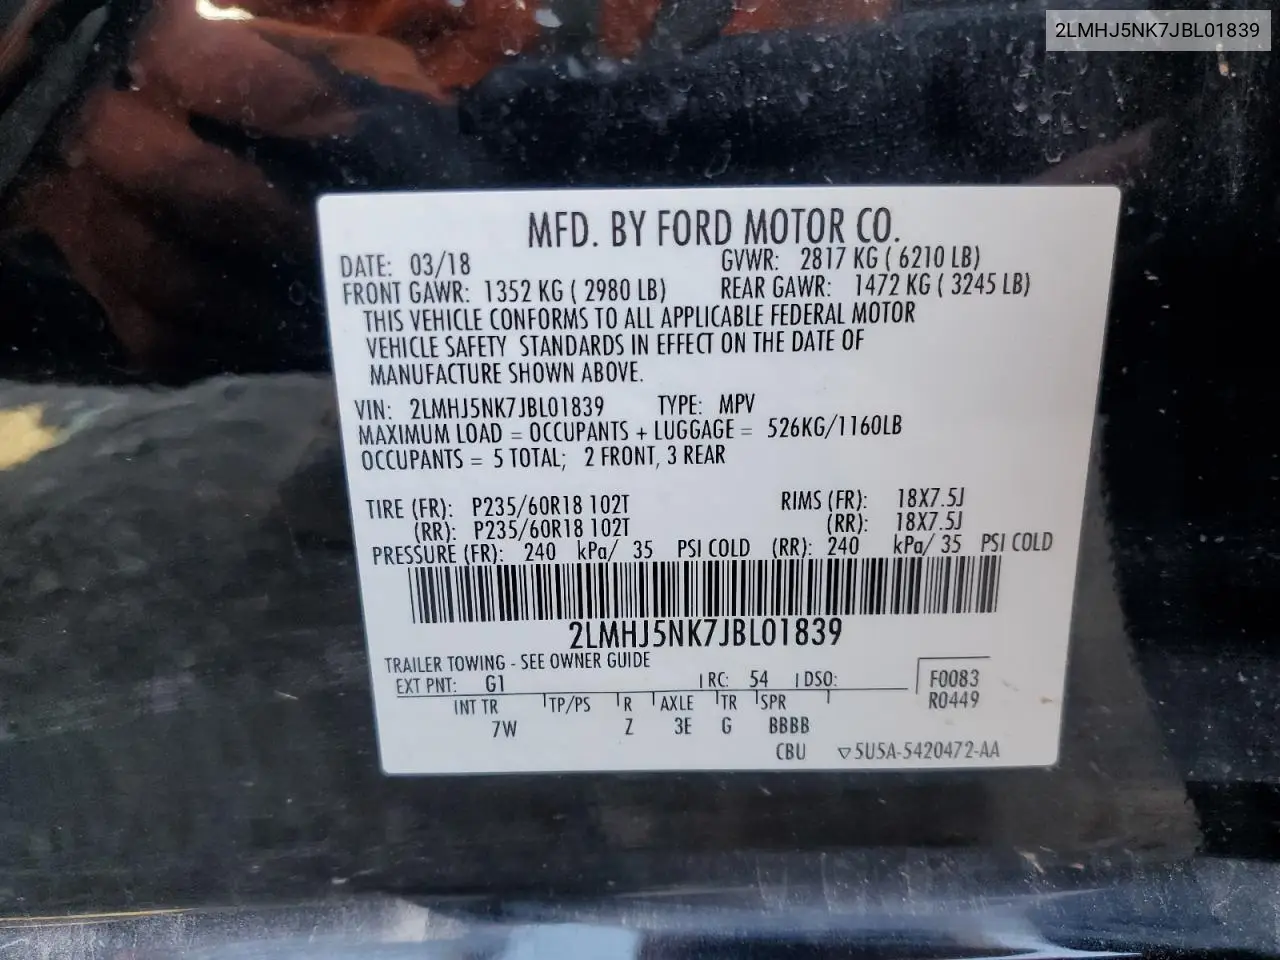 2LMHJ5NK7JBL01839
MFD. BY FORD MOTOR CO.
DATE: 03/18 GVWR: 2817 KG ( 6210 LB)
FRONT GAWR: 1352 KG ( 2980 LB) REAR GAWR: 1472 KG ( 3245 LB)
THIS VEHICLE CONFORMS TO ALL APPLICABLE FEDERAL MOTOR
VEHICLE SAFETY STANDARDS IN EFFECT ON THE DATE OF
MANUFACTURE SHOWN ABOVE.
VIN: 2LMHJ5NK7JBL01839 TYPE: MPV
MAXIMUM LOAD = OCCUPANTS + LUGGAGE = 526KG/1160LB
OCCUPANTS = 5 TOTAL; 2 FRONT, 3 REAR
TIRE (FR): P235/60R18 102T RIMS (FR): 18X7.5J
(RR): P235/60R18 102T (RR): 18X7.5J
PRESSURE (FR): 240 kPa/ 35 PSI COLD (RR): 240 kPa/ 35 PSI COLD
2LMHJ5NK7JBL01839
TRAILER TOWING - SEE OWNER GUIDE
EXT PNT: G1 RC: 54 DSO: F0083
INT TR TP/PS R AXLE TR SPR R0449
7W Z 3E G BBBB
CBU ▽5U5A-5420472-AA